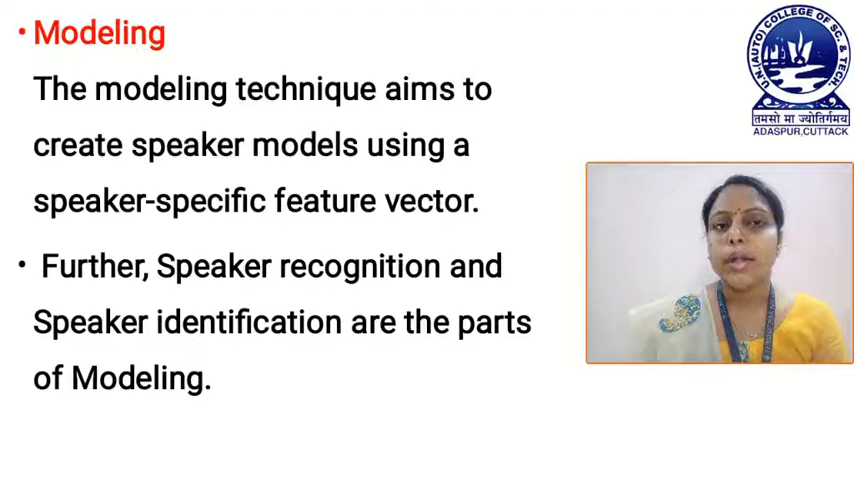 • Modeling
The modeling technique aims to
create speaker models using a
speaker-specific feature vector.
• Further, Speaker recognition and
Speaker identification are the parts
of Modeling.
U.N.(AUTO) COLLEGE OF SC. & TECH.
तमसो मा ज्योतिर्गमय
ADASPUR,CUTTACK